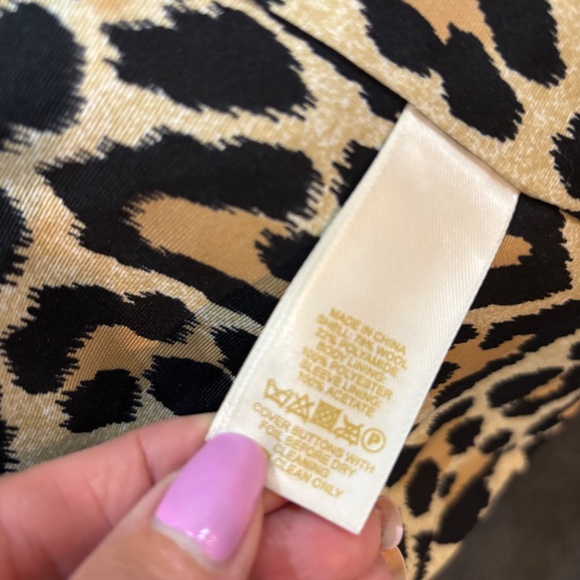 MADE IN CHINA
SHELL: 78% WOOL
22% POLYAMIDE
BODY LINING:
100% POLYESTER
SLEEVE LINING:
100% ACETATE
P
COVER BUTTONS WITH
FOIL BEFORE DRY
CLEANING
CLEAN ONLY